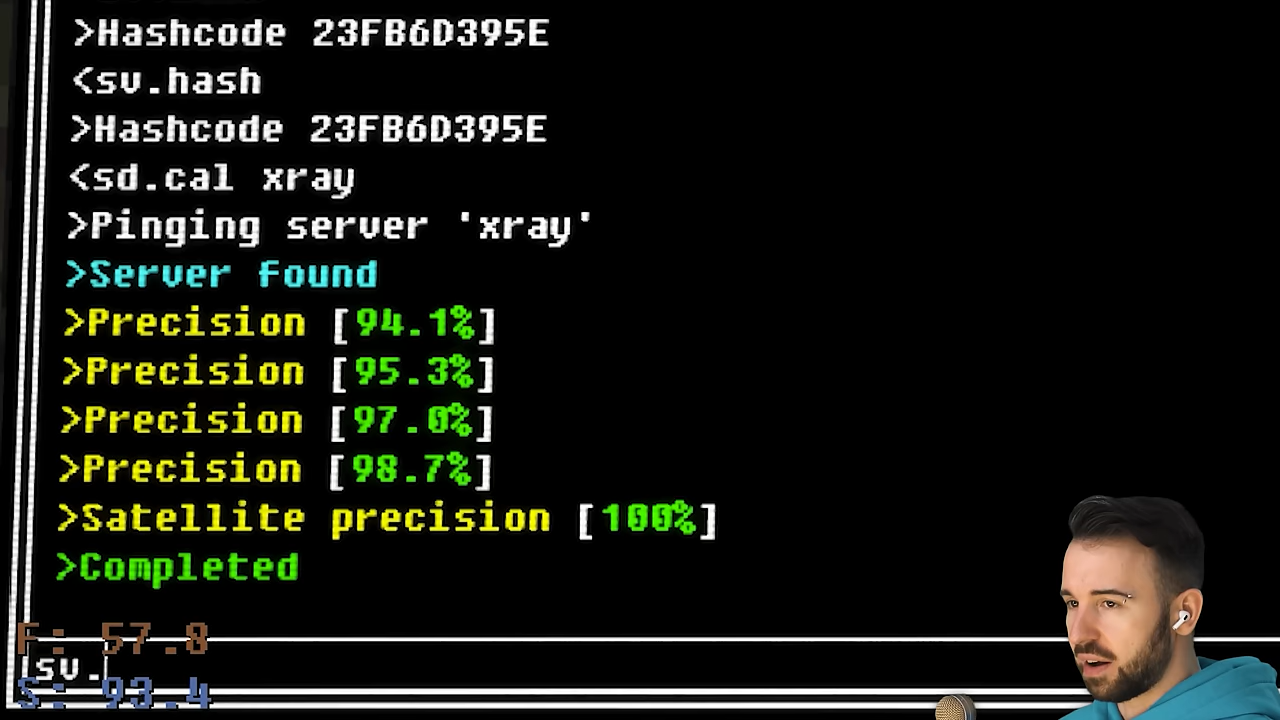 >Hashcode 23FB6D395E
<sv.hash
>Hashcode 23FB6D395E
<sd.cal xray
>Pinging server 'xray'
>Server found
>Precision [94.1%]
>Precision [95.3%]
>Precision [97.0%]
>Precision [98.7%]
>Satellite precision [100%]
>Completed
F: 57.8
sv.
S: 93.4